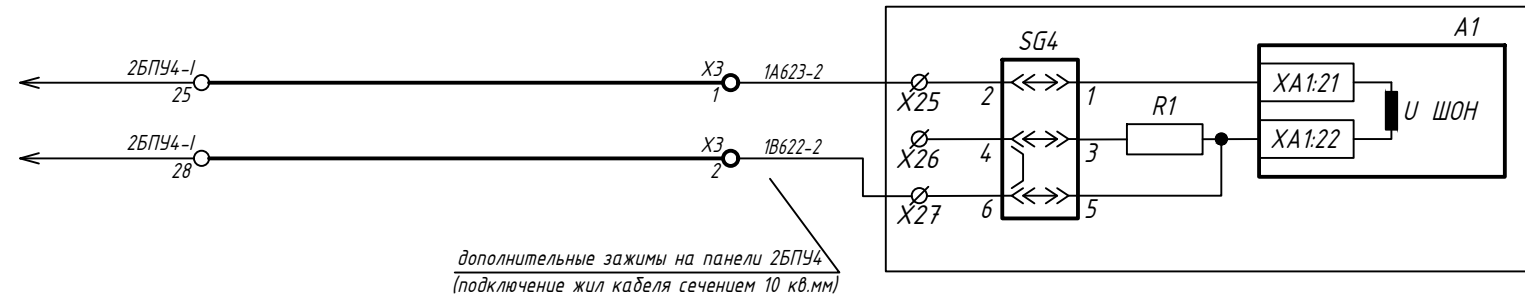 A1
SG4
2БПУ4-I
25
X3
1
1A623-2
X25
2
1
XA1:21
R1
U ШОН
2БПУ4-I
28
X3
2
1B622-2
X26
4
3
XA1:22
X27
6
5
дополнительные зажимы на панели 2БПУ4
(подключение жил кабеля сечением 10 кв.мм)